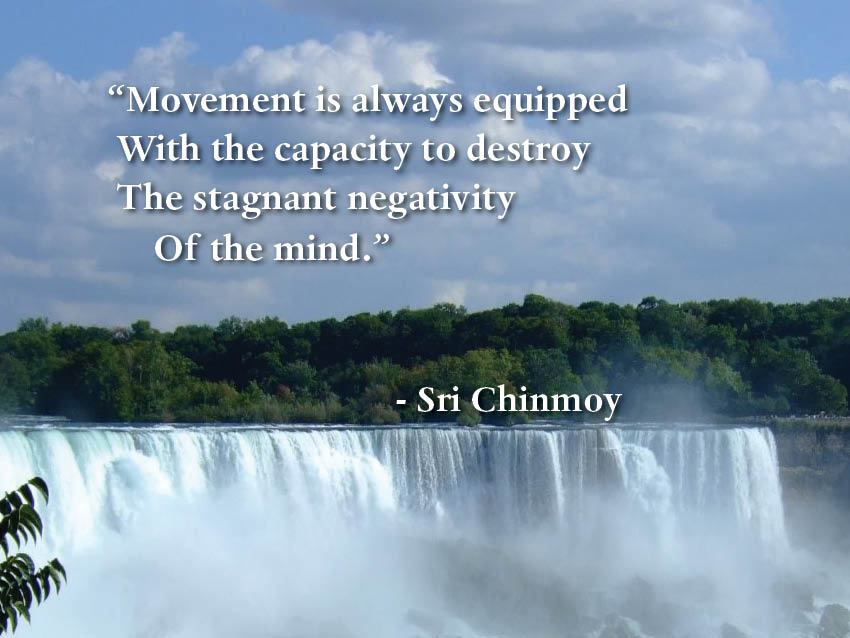 “Movement is always equipped
With the capacity to destroy
The stagnant negativity
Of the mind.”
- Sri Chinmoy